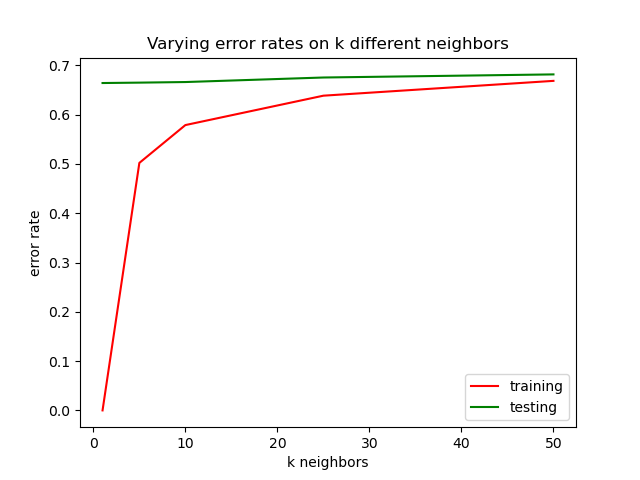 Varying error rates on k different neighbors
0.7
0.6
0.5
0.4
0.3
0.2
0.1
0.0
error rate
training
testing
0 10 20 30 40 50
k neighbors